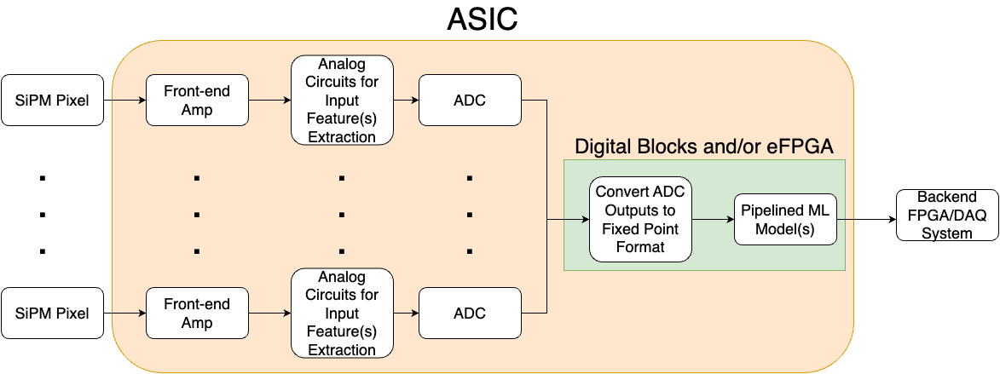 ASIC
SiPM Pixel
Front-end
Amp
Analog
Circuits for
Input
Feature(s)
Extraction
ADC
Digital Blocks and/or eFPGA
Convert ADC
Outputs to
Fixed Point
Format
Pipelined ML
Model(s)
Backend
FPGA/DAQ
System
SiPM Pixel
Front-end
Amp
Analog
Circuits for
Input
Feature(s)
Extraction
ADC